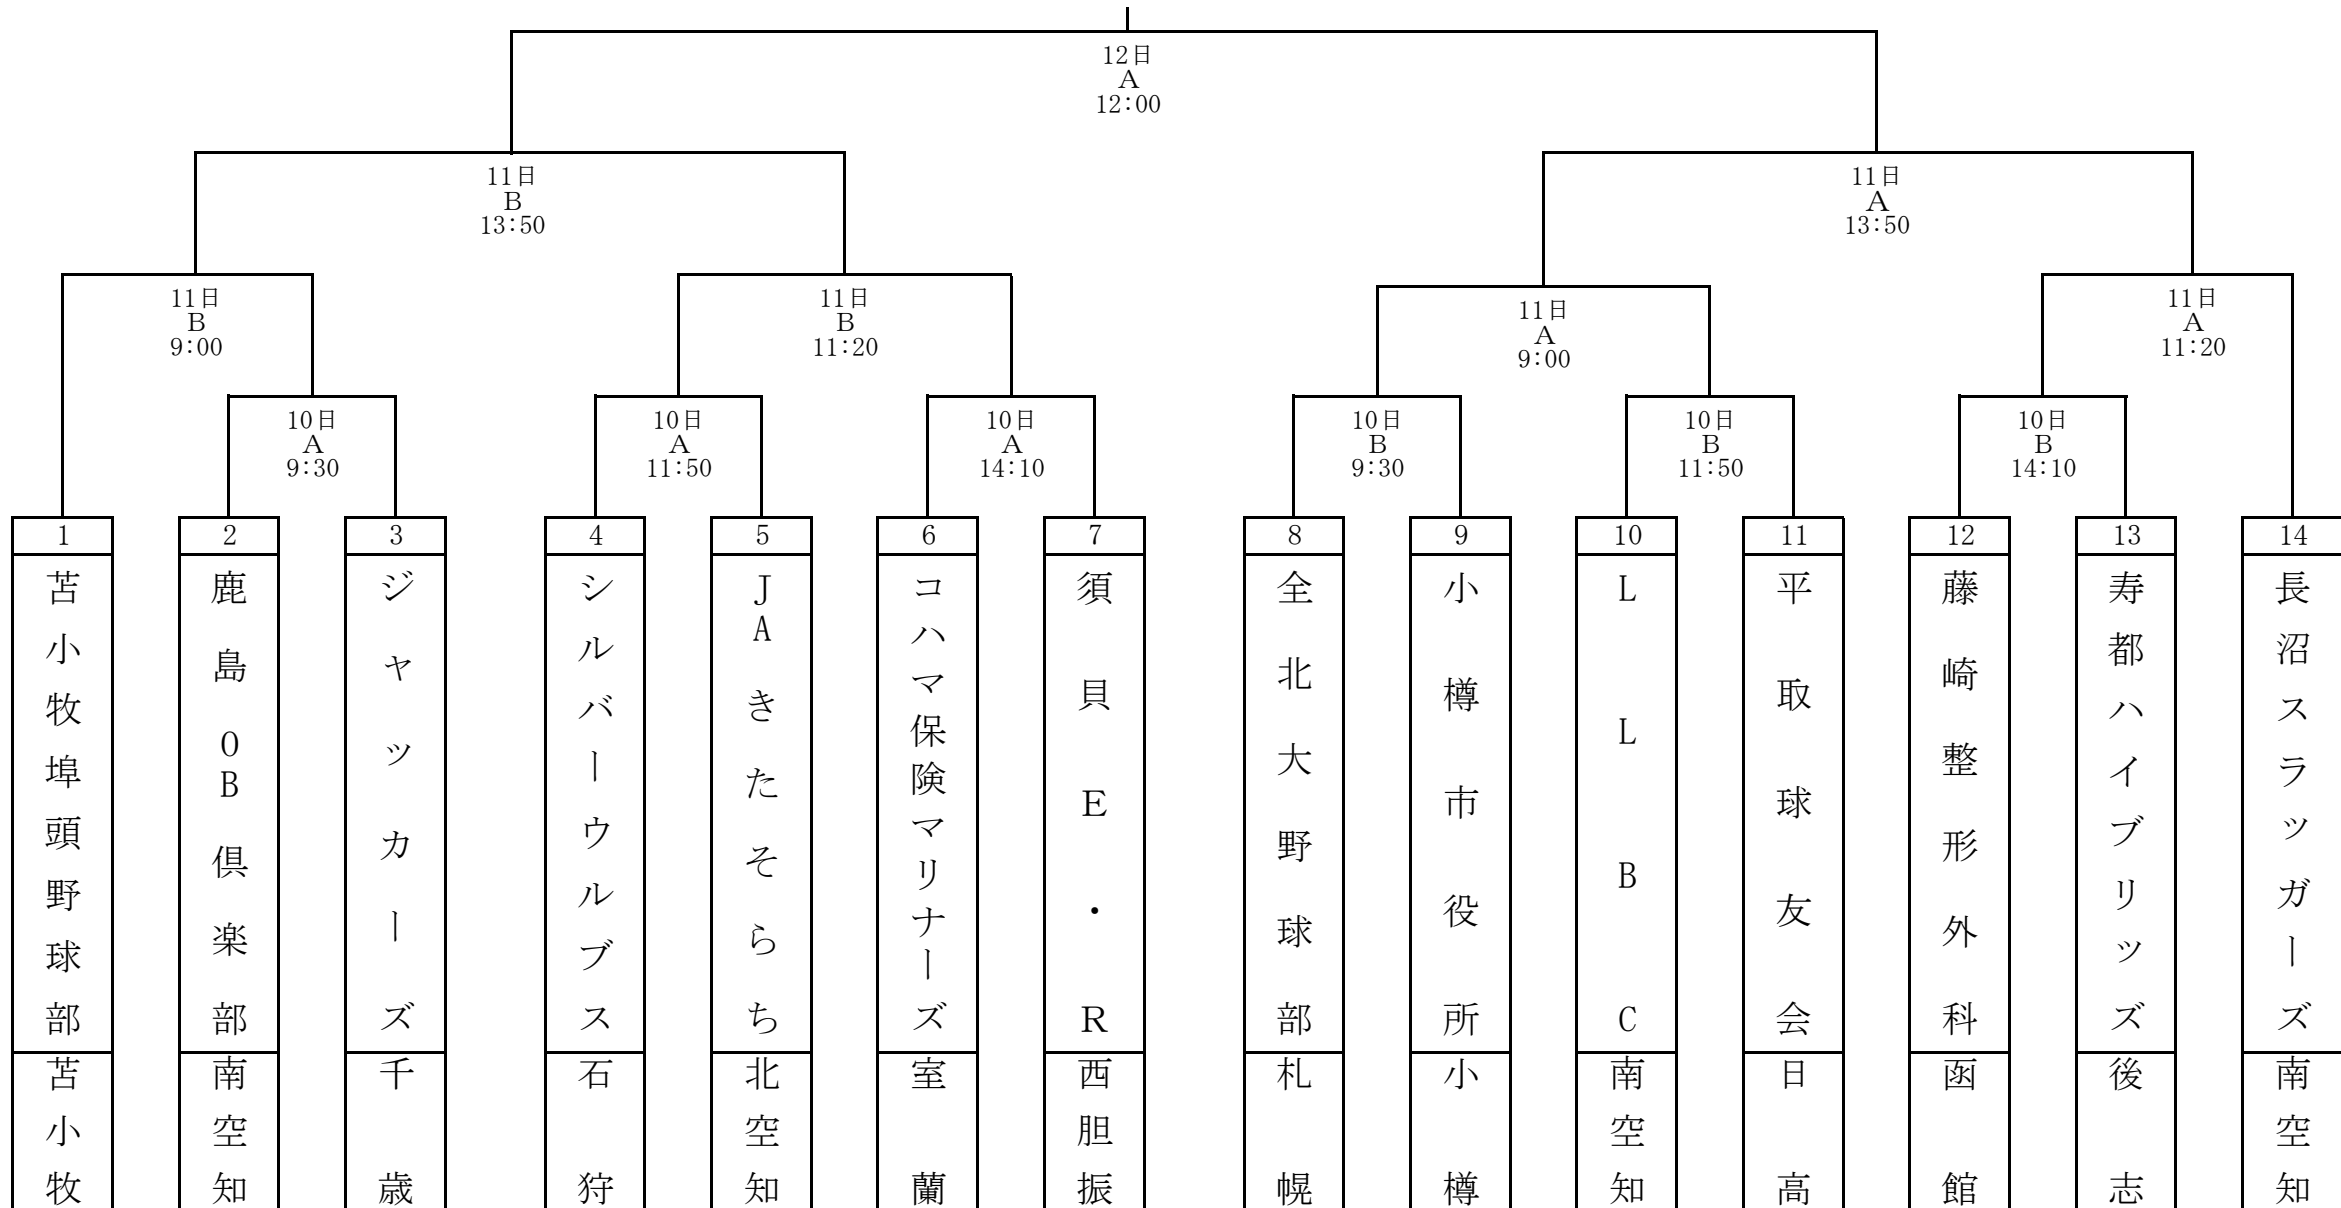 12日
A
12:00
11日
B
13:50
11日
A
13:50
11日
B
9:00
11日
B
11:20
11日
A
9:00
11日
A
11:20
10日
A
9:30
10日
A
11:50
10日
A
14:10
10日
B
9:30
10日
B
11:50
10日
B
14:10
1
苫小牧埠頭野球部
苫小牧
2
鹿島OB倶楽部
南空知
3
ジャッカーズ
千歳
4
シルバーウルブス
石狩
5
JAきたそらち
北空知
6
コハマ保険マリナーズ
室蘭
7
須貝E・R
西胆振
8
全北大野球部
札幌
9
小樽市役所
小樽
10
LLBC
南空知
11
平取球友会
日高
12
藤崎整形外科
函館
13
寿都ハイブリッズ
後志
14
長沼スラッガーズ
南空知